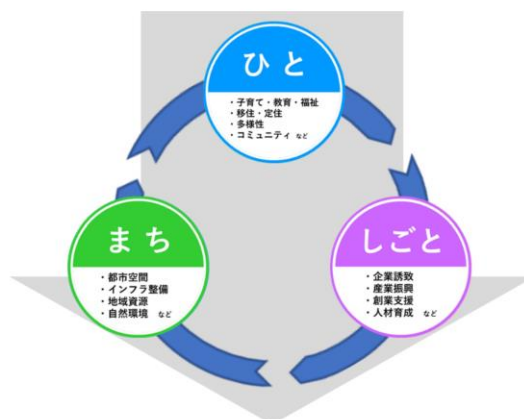 ひと
・子育て・教育・福祉
・移住・定住
・多様性
・コミュニティ など
まち
・都市空間
・インフラ整備
・地域資源
・自然環境 など
しごと
・企業誘致
・産業振興
・創業支援
・人材育成 など